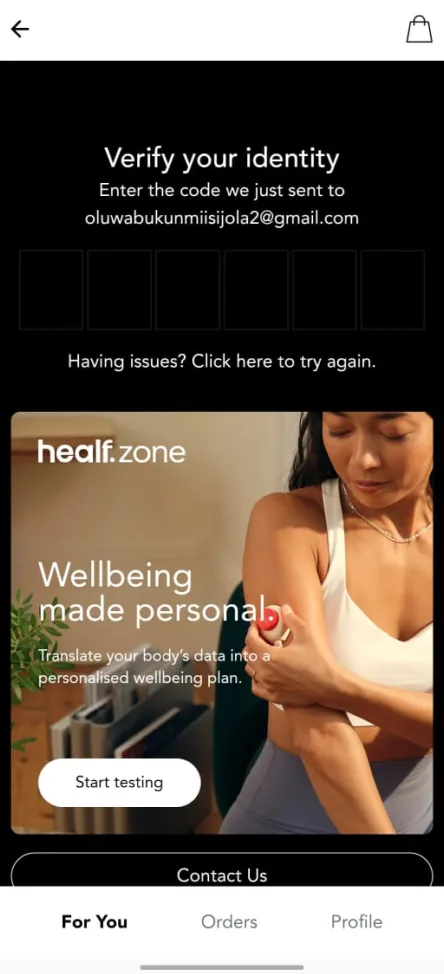 Verify your identity
Enter the code we just sent to
oluwabukunmiisijola2@gmail.com
Having issues? Click here to try again.
healf.zone
Wellbeing
made personal.
Translate your body's data into a
personalised wellbeing plan.
Start testing
Contact Us
For You
Orders
Profile